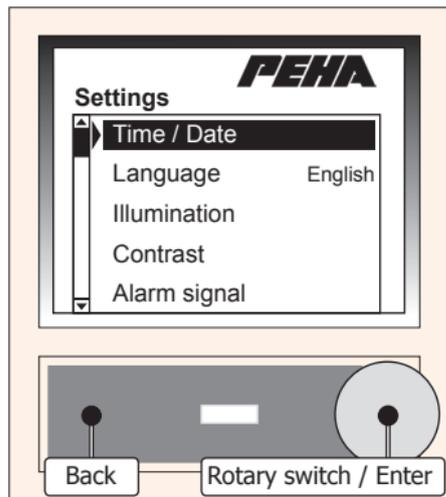 PEHA
Settings
Time / Date
Language English
Illumination
Contrast
Alarm signal
Back Rotary switch / Enter